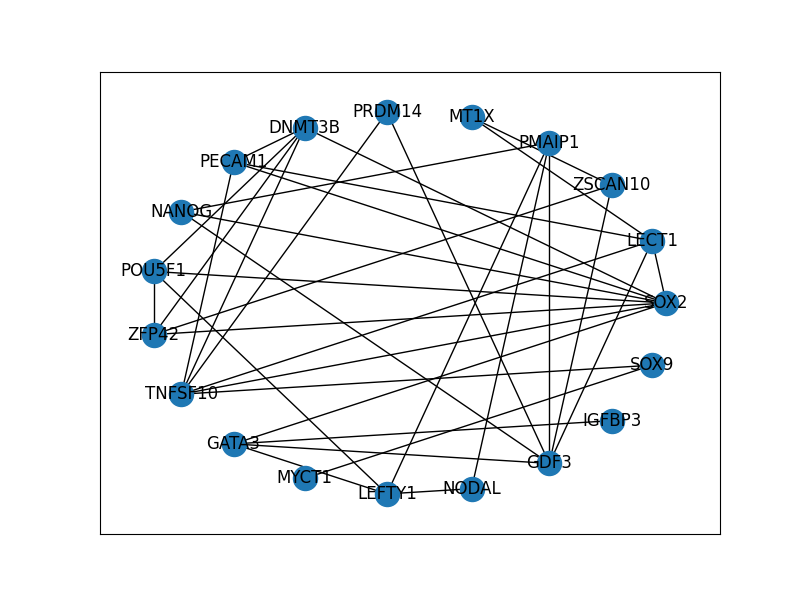 PRDM14
MT1X
DNMT3B
PMAIP1
PECAM1
ZSCAN10
NANOG
LECT1
POU5F1
SOX2
ZFP42
SOX9
TNFSF10
IGFBP3
GATA3
GDF3
MYCT1
NODAL
LEFTY1